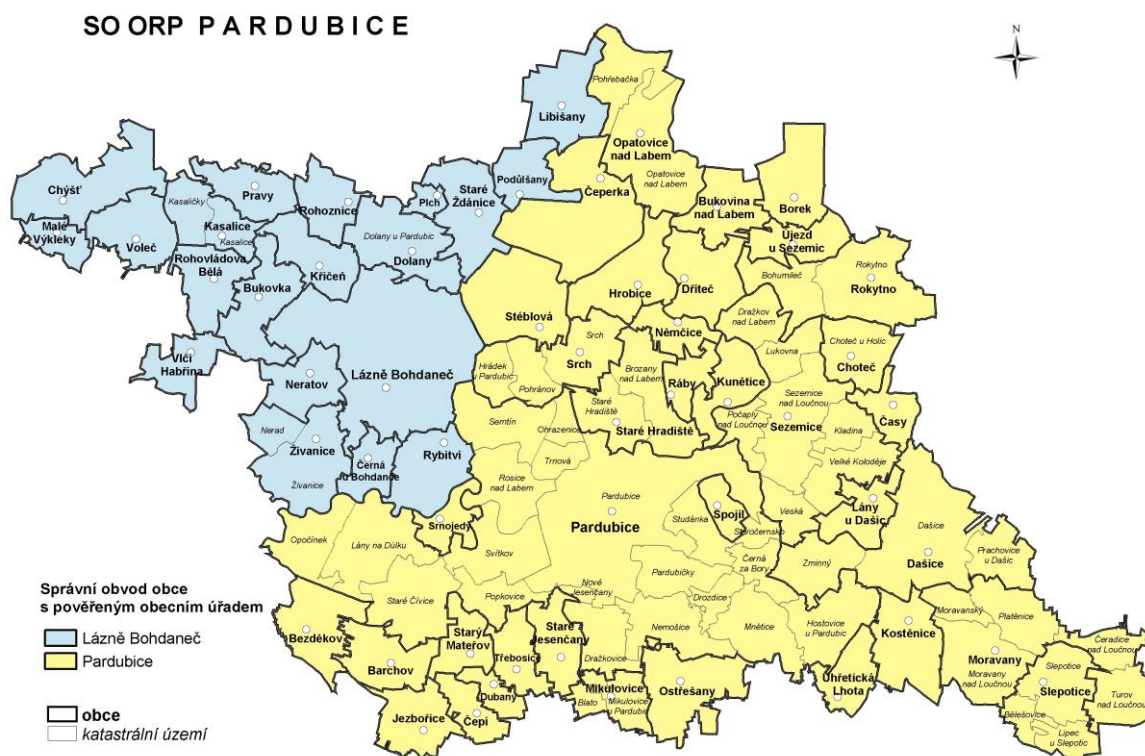 SO ORP PARDUBICE
N
Pohřebačka
Libišany
Opatovice
nad Labem
Opatovice
nad Labem
Chýšť
Kasaličky
Pravy
Rohoznice
Plch
Staré
Ždánice
Podůlšany
Čeperka
Bukovina
nad Labem
Borek
Malé
Výkleky
Voleč
Kasalice
Kasalice
Dolany u Pardubic
Dolany
Újezd
u Sezemic
Rohovládova
Bělá
Bukovka
Křičeň
Hrobice
Dříteč
Bohumileč
Rokytno
Rokytno
Stéblová
Němčice
Dražkov
nad Labem
Srch
Srch
Lukovna
Choteč u Holic
Choteč
Vlčí
Habřina
Neratov
Lázně Bohdaneč
Hrádek
u Pardubic
Pohránov
Brozany
nad Labem
Ráby
Kunětice
Sezemice
nad Loučnou
Sezemice
Časy
Semtín
Ohrazenice
Staré
Hradiště
Staré Hradiště
Počaply
nad Loučnou
Kladina
Nerad
Živanice
Živanice
Černá
u Bohdanče
Rybitví
Trnová
Velké Koloděje
Rosice
nad Labem
Pardubice
Pardubice
Studánka
Spojil
Staročernsko
Veská
Lány
u Dašic
Dašice
Dašice
Prachovice
u Dašic
Srnojedy
Opočínek
Lány na Důlku
Svítkov
Pardubičky
Černá
za Bory
Zminný
Správní obvod obce
s pověřeným obecním úřadem
Lázně Bohdaneč
Pardubice
obce
katastrální území
Staré Čívice
Popkovice
Nové
Jesenčany
Drozdice
Nemošice
Mnětice
Hostovice
u Pardubic
Kostěnice
Moravanský
Platěnice
Bezděkov
Barchov
Starý
Mateřov
Třebosice
Staré
Jesenčany
Dražkovice
Moravany
Moravany
nad Loučnou
Čeradice
nad Loučnou
Slepotice
Slepotice
Turov
nad Loučnou
Dubany
Jezbořice
Čepí
Mikulovice
Blato
Mikulovice
u Pardubic
Ostřešany
Úhřetická
Lhota
Bělešovice
Lipec
u Slepotic